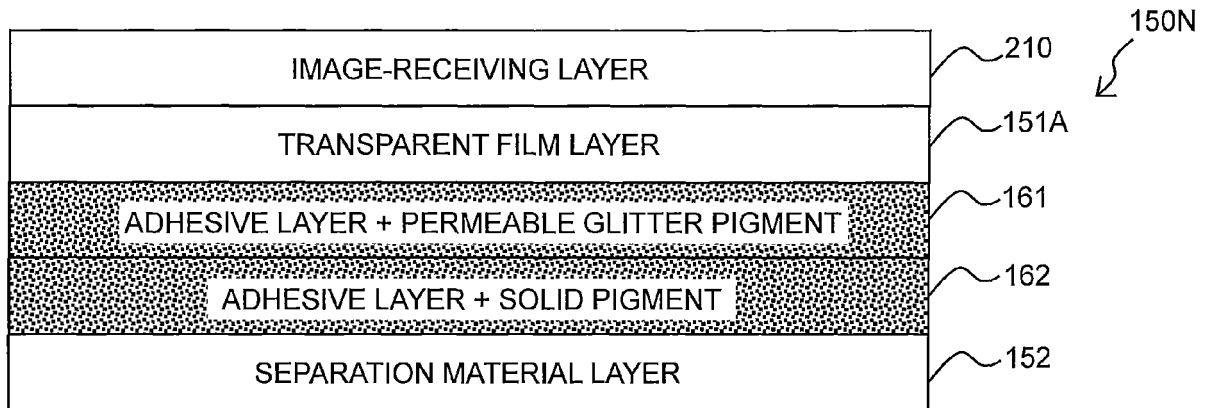 150N
IMAGE-RECEIVING LAYER 210
TRANSPARENT FILM LAYER 151A
ADHESIVE LAYER + PERMEABLE GLITTER PIGMENT 161
ADHESIVE LAYER + SOLID PIGMENT 162
SEPARATION MATERIAL LAYER 152